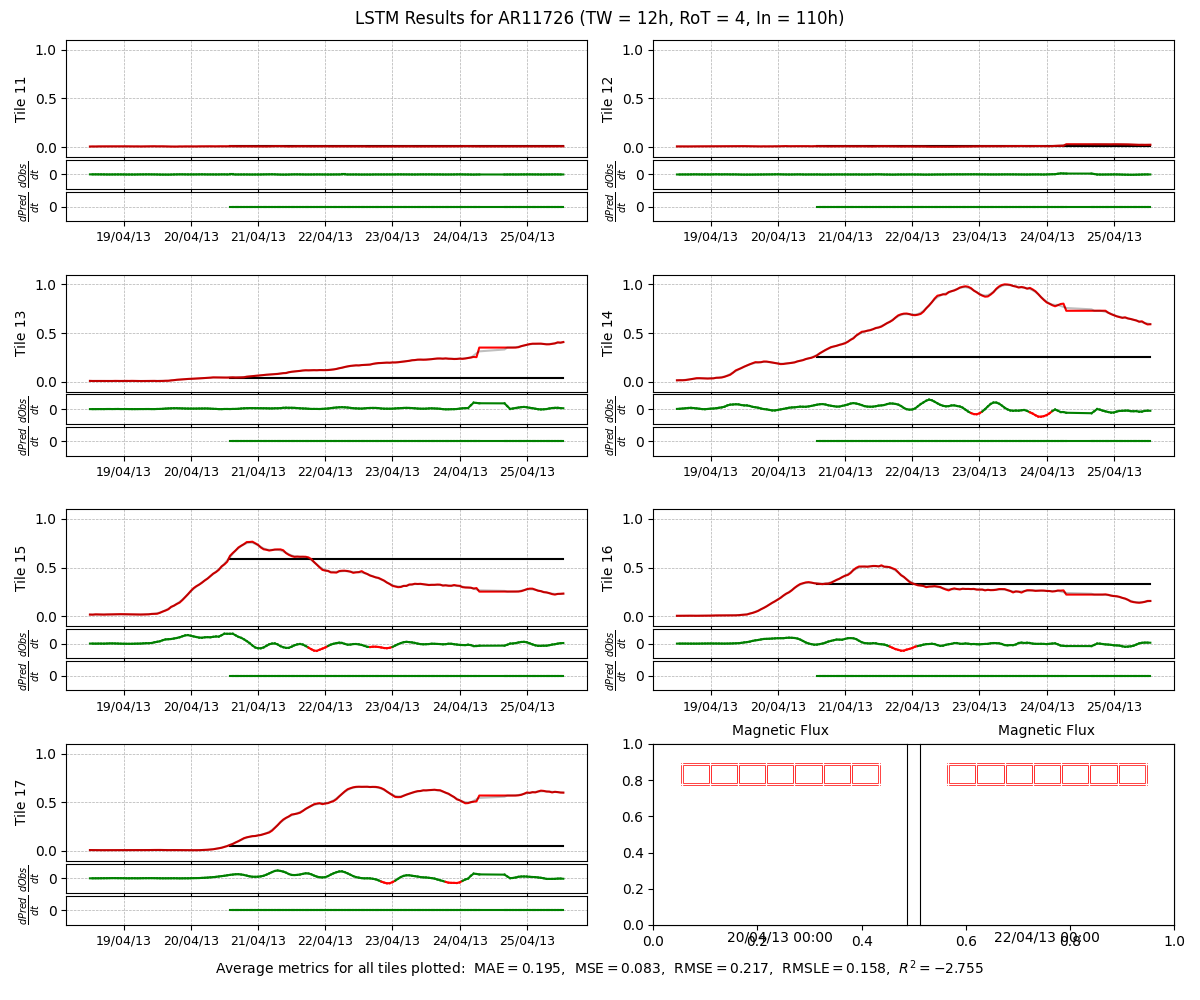 LSTM Results for AR11726 (TW = 12h, RoT = 4, In = 110h)
Tile 11
1.0
0.5
0.0
dObs
dt
0
dPred
dt
0
19/04/13 20/04/13 21/04/13 22/04/13 23/04/13 24/04/13 25/04/13
Tile 12
1.0
0.5
0.0
dObs
dt
0
dPred
dt
0
19/04/13 20/04/13 21/04/13 22/04/13 23/04/13 24/04/13 25/04/13
Tile 13
1.0
0.5
0.0
dObs
dt
0
dPred
dt
0
19/04/13 20/04/13 21/04/13 22/04/13 23/04/13 24/04/13 25/04/13
Tile 14
1.0
0.5
0.0
dObs
dt
0
dPred
dt
0
19/04/13 20/04/13 21/04/13 22/04/13 23/04/13 24/04/13 25/04/13
Tile 15
1.0
0.5
0.0
dObs
dt
0
dPred
dt
0
19/04/13 20/04/13 21/04/13 22/04/13 23/04/13 24/04/13 25/04/13
Tile 16
1.0
0.5
0.0
dObs
dt
0
dPred
dt
0
19/04/13 20/04/13 21/04/13 22/04/13 23/04/13 24/04/13 25/04/13
Tile 17
1.0
0.5
0.0
dObs
dt
0
dPred
dt
0
19/04/13 20/04/13 21/04/13 22/04/13 23/04/13 24/04/13 25/04/13
Magnetic Flux Magnetic Flux
1.0
0.8
0.6
0.4
0.2
0.0
20/04/13 00:00 22/04/13 00:00
0.0 0.2 0.4 0.6 0.8 1.0
Average metrics for all tiles plotted: MAE = 0.195, MSE = 0.083, RMSE = 0.217, RMSLE = 0.158, R² = −2.755